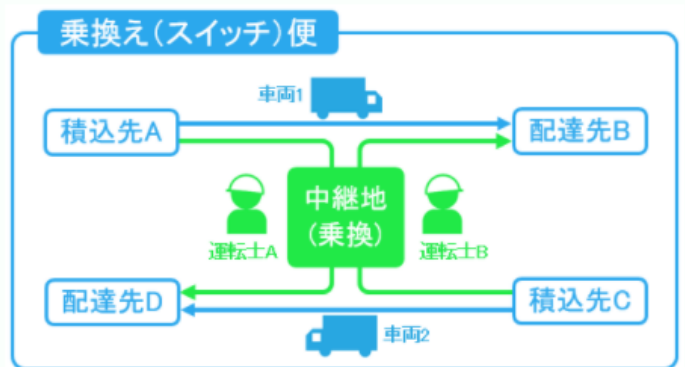 乗換え(スイッチ)便
車両1
積込先A
配達先B
中継地
(乗換)
運転士A
運転士B
配達先D
積込先C
車両2